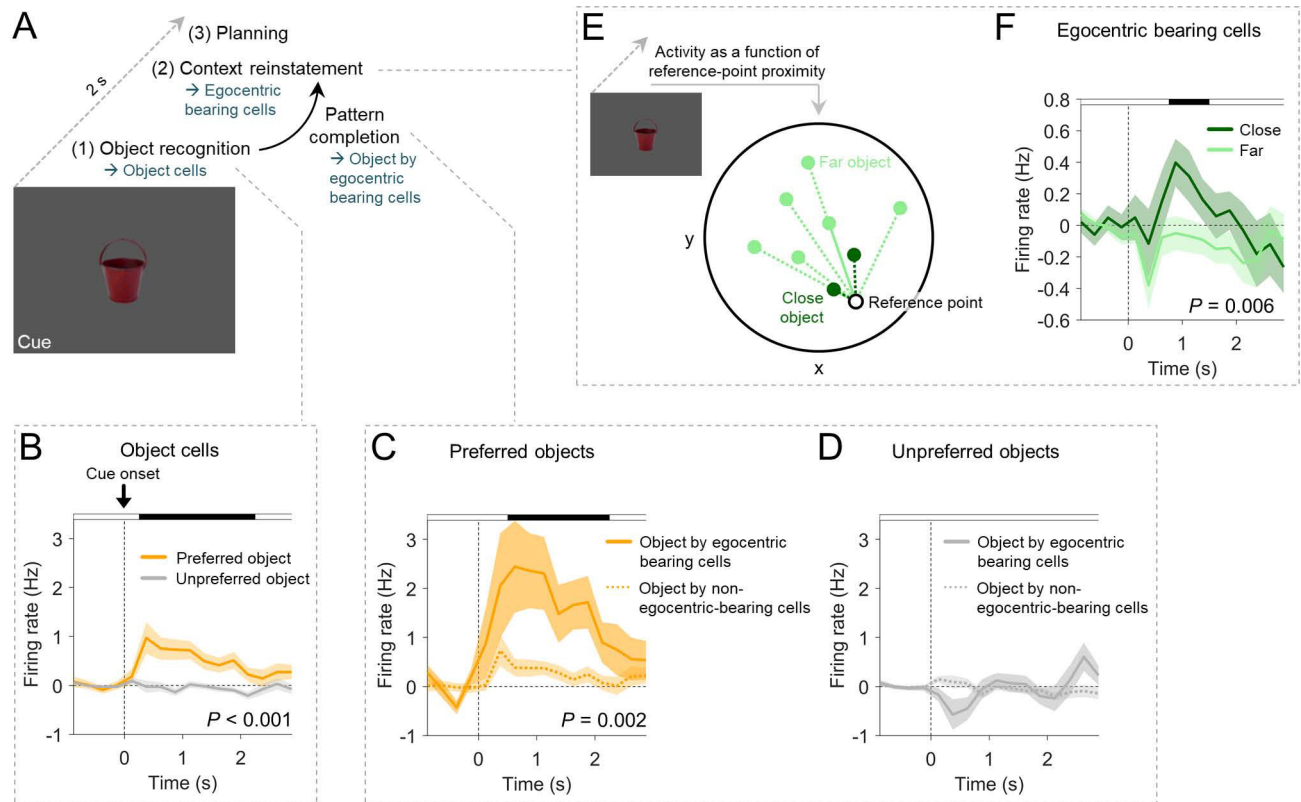 A
(3) Planning
(2) Context reinstatement
→ Egocentric
bearing cells
2 s
Pattern
completion
→ Object by
egocentric
bearing cells
(1) Object recognition
→ Object cells
Cue
E
Activity as a function of
reference-point proximity
Far object
y
Close
object
Reference point
x
F
Egocentric bearing cells
0.8
0.6
0.4
0.2
0
-0.2
-0.4
-0.6
Firing rate (Hz)
Close
Far
P = 0.006
0
1
2
Time (s)
B
Object cells
Cue onset
3
2
1
0
-1
Firing rate (Hz)
Preferred object
Unpreferred object
P < 0.001
0
1
2
Time (s)
C
Preferred objects
3
2
1
0
-1
Firing rate (Hz)
Object by egocentric
bearing cells
Object by non-
egocentric-bearing cells
P = 0.002
0
1
2
Time (s)
D
Unpreferred objects
3
2
1
0
-1
Firing rate (Hz)
Object by egocentric
bearing cells
Object by non-
egocentric-bearing cells
0
1
2
Time (s)